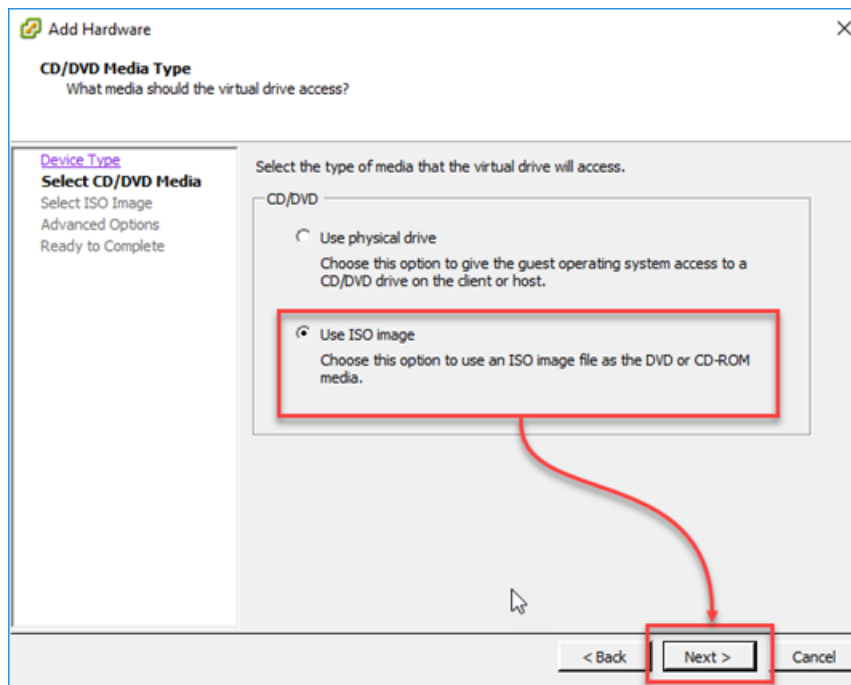 Add Hardware
CD/DVD Media Type
What media should the virtual drive access?
Device Type
Select CD/DVD Media
Select ISO Image
Advanced Options
Ready to Complete
Select the type of media that the virtual drive will access.
CD/DVD
Use physical drive
Choose this option to give the guest operating system access to a
CD/DVD drive on the client or host.
Use ISO image
Choose this option to use an ISO image file as the DVD or CD-ROM
media.
< Back
Next >
Cancel